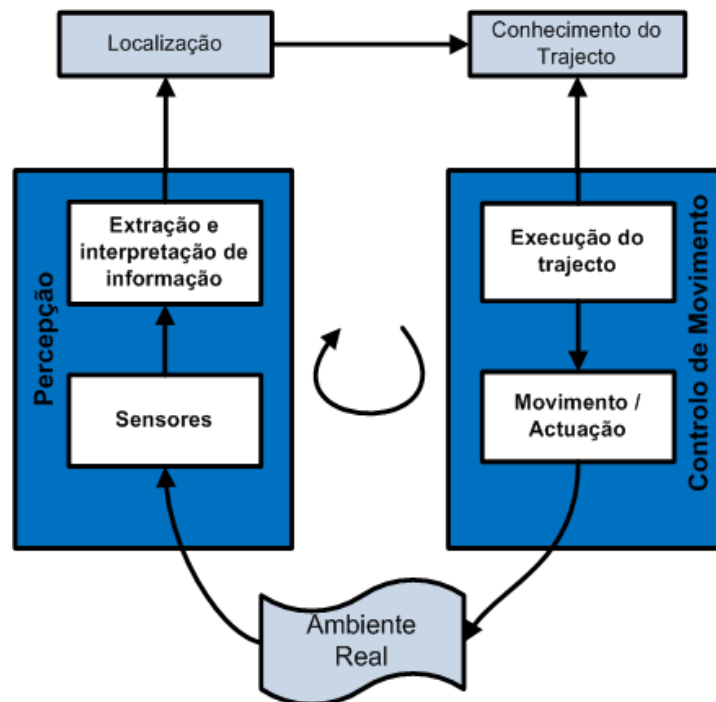 Localização
Conhecimento do
Trajecto
Percepção
Extração e
interpretação de
informação
Sensores
Execução do
trajecto
Movimento /
Actuação
Controlo de Movimento
Ambiente
Real